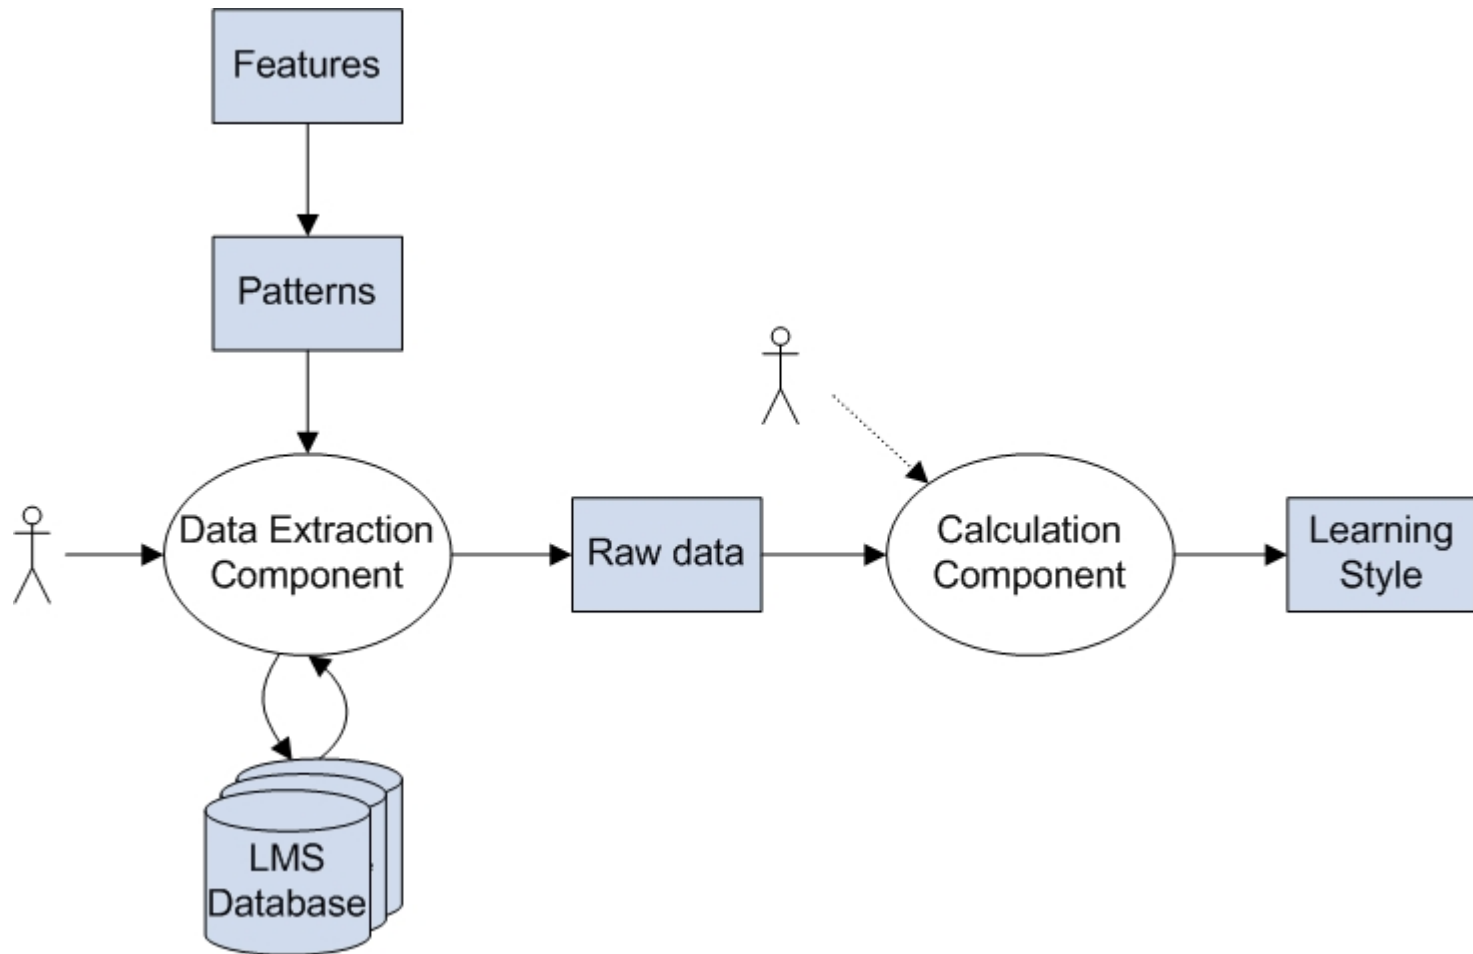 Features
Patterns
Data Extraction
Component
Raw data
Calculation
Component
Learning
Style
LMS
Database